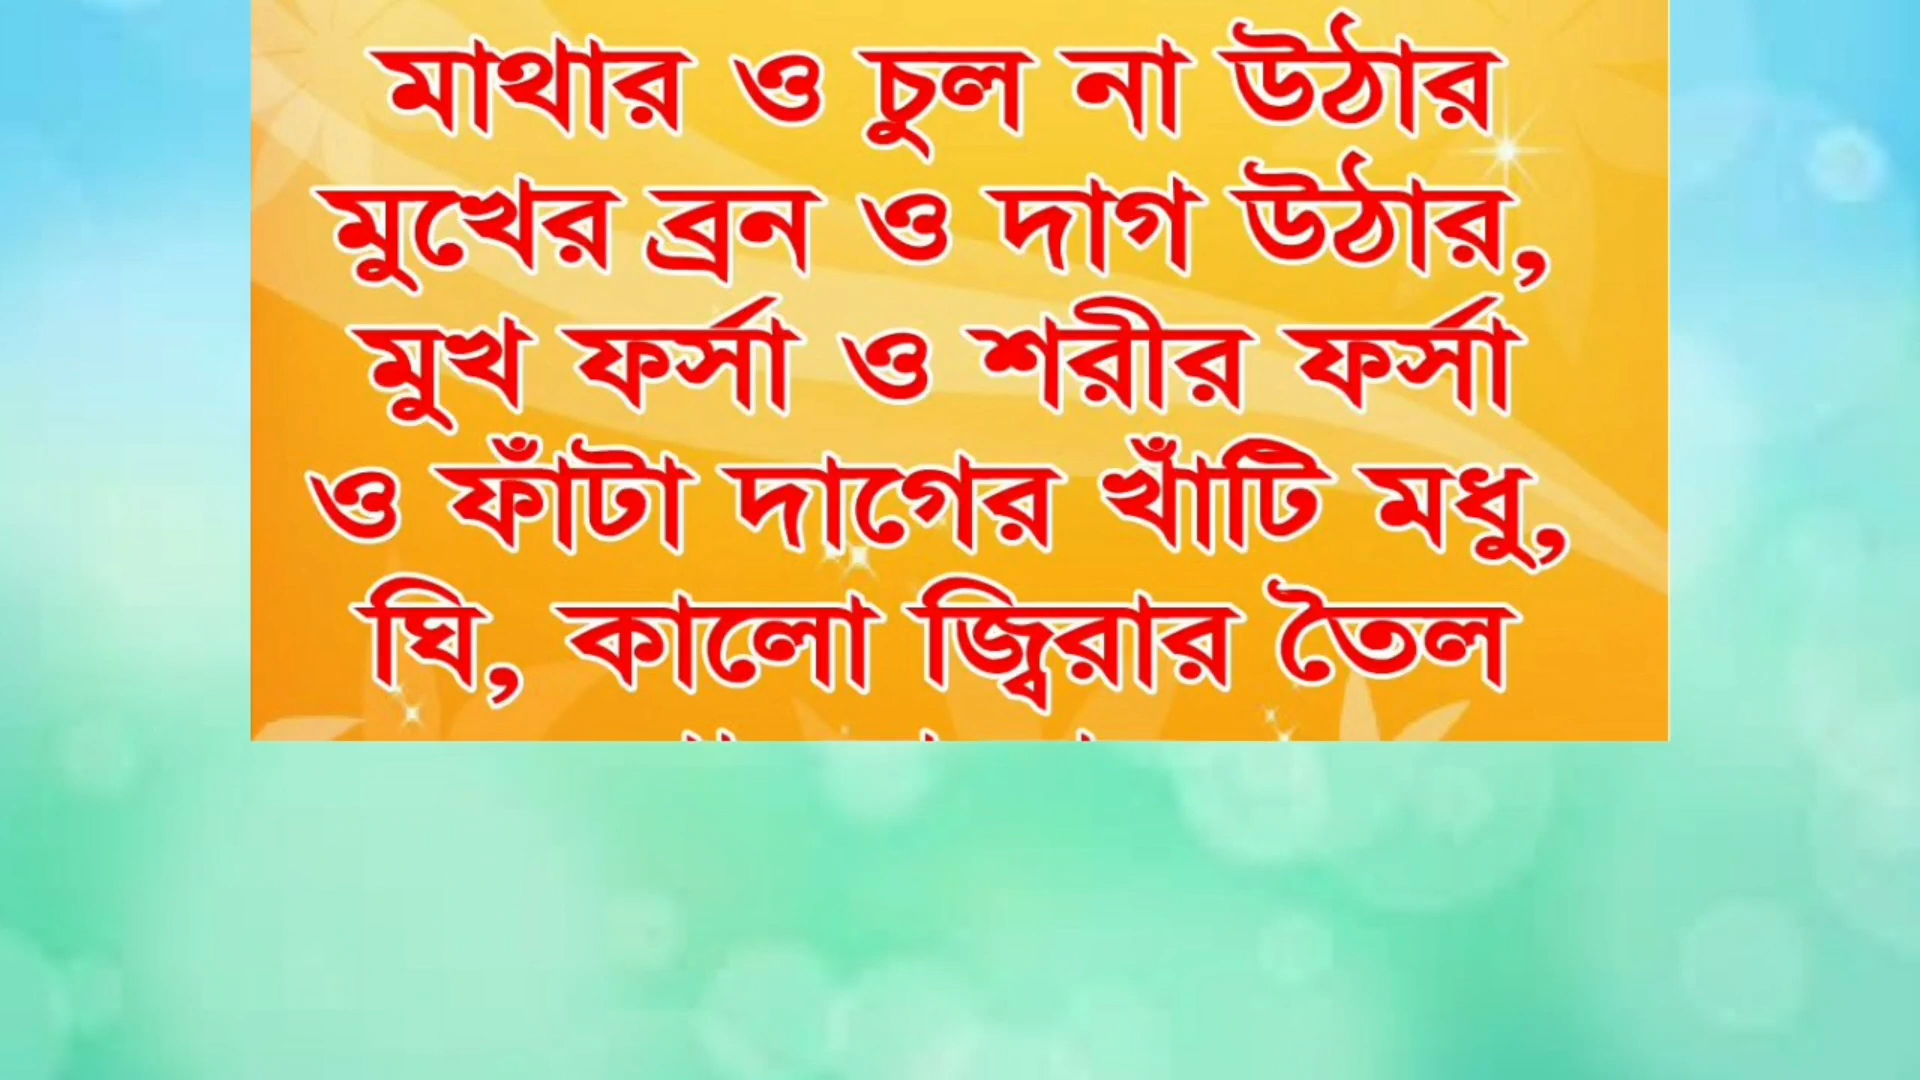 মাথার ও চুল না উঠার
মুখের ব্রন ও দাগ উঠার,
মুখ ফর্সা ও শরীর ফর্সা
ও ফাঁটা দাগের খাঁটি মধু,
ঘি, কালো জ্বিরার তৈল